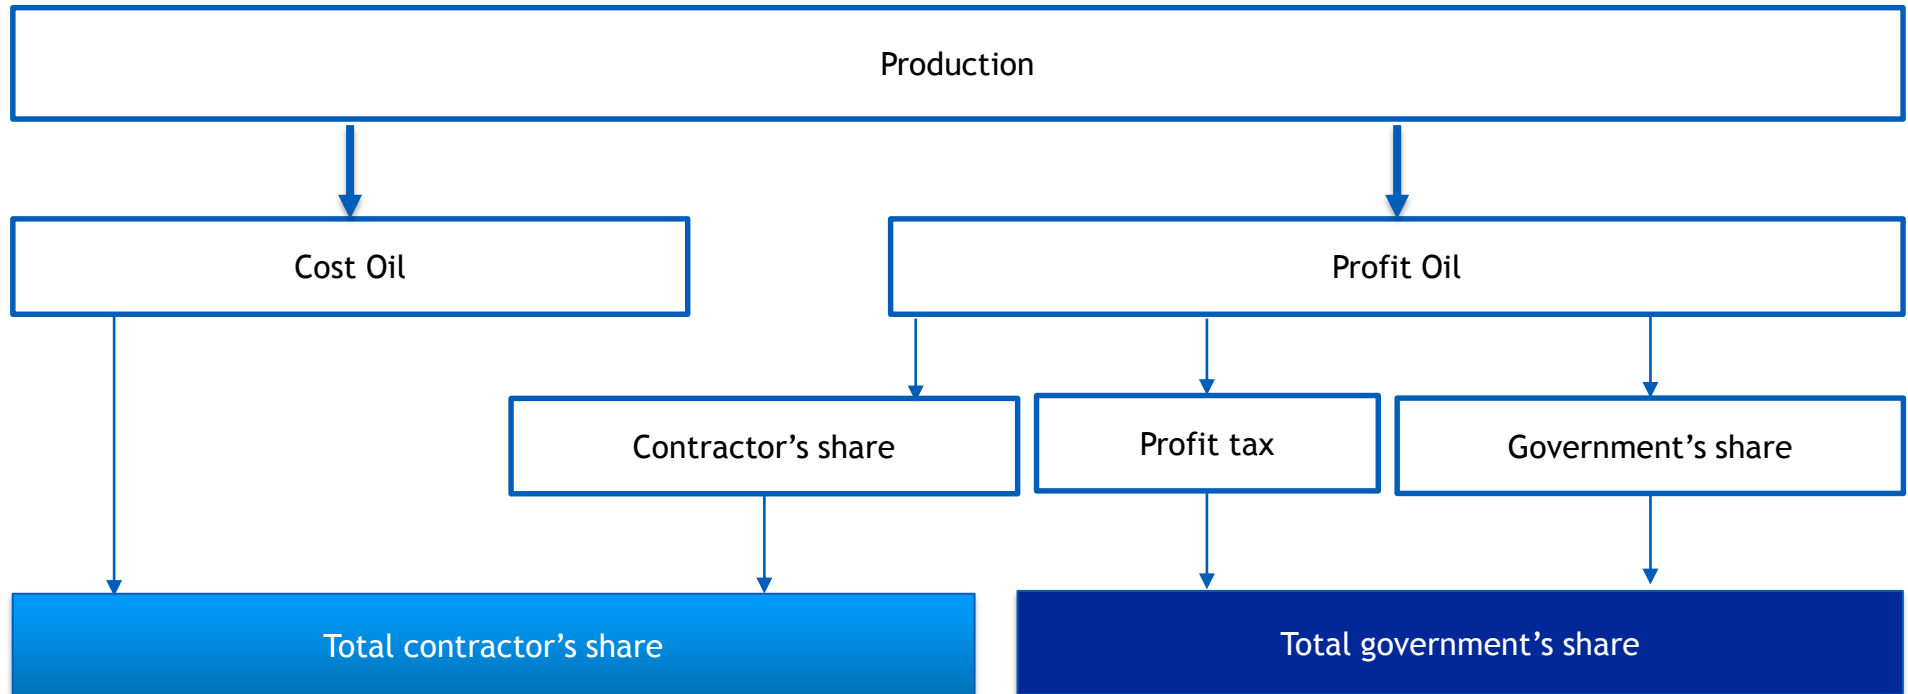 Production
Cost Oil
Profit Oil
Contractor’s share
Profit tax
Government’s share
Total contractor’s share
Total government’s share